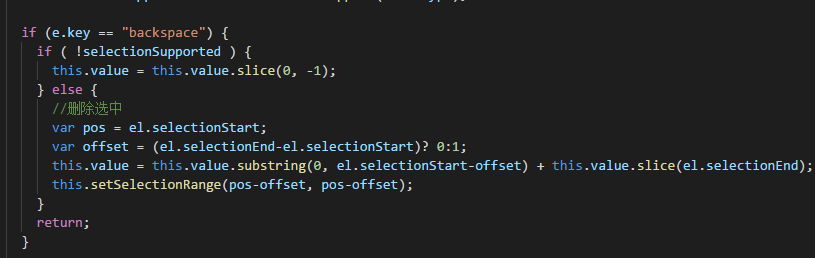 if (e.key == "backspace") {
if ( !selectionSupported ) {
this.value = this.value.slice(0, -1);
} else {
//删除选中
var pos = el.selectionStart;
var offset = (el.selectionEnd-el.selectionStart)? 0:1;
this.value = this.value.substring(0, el.selectionStart-offset) + this.value.slice(el.selectionEnd);
this.setSelectionRange(pos-offset, pos-offset);
}
return;
}